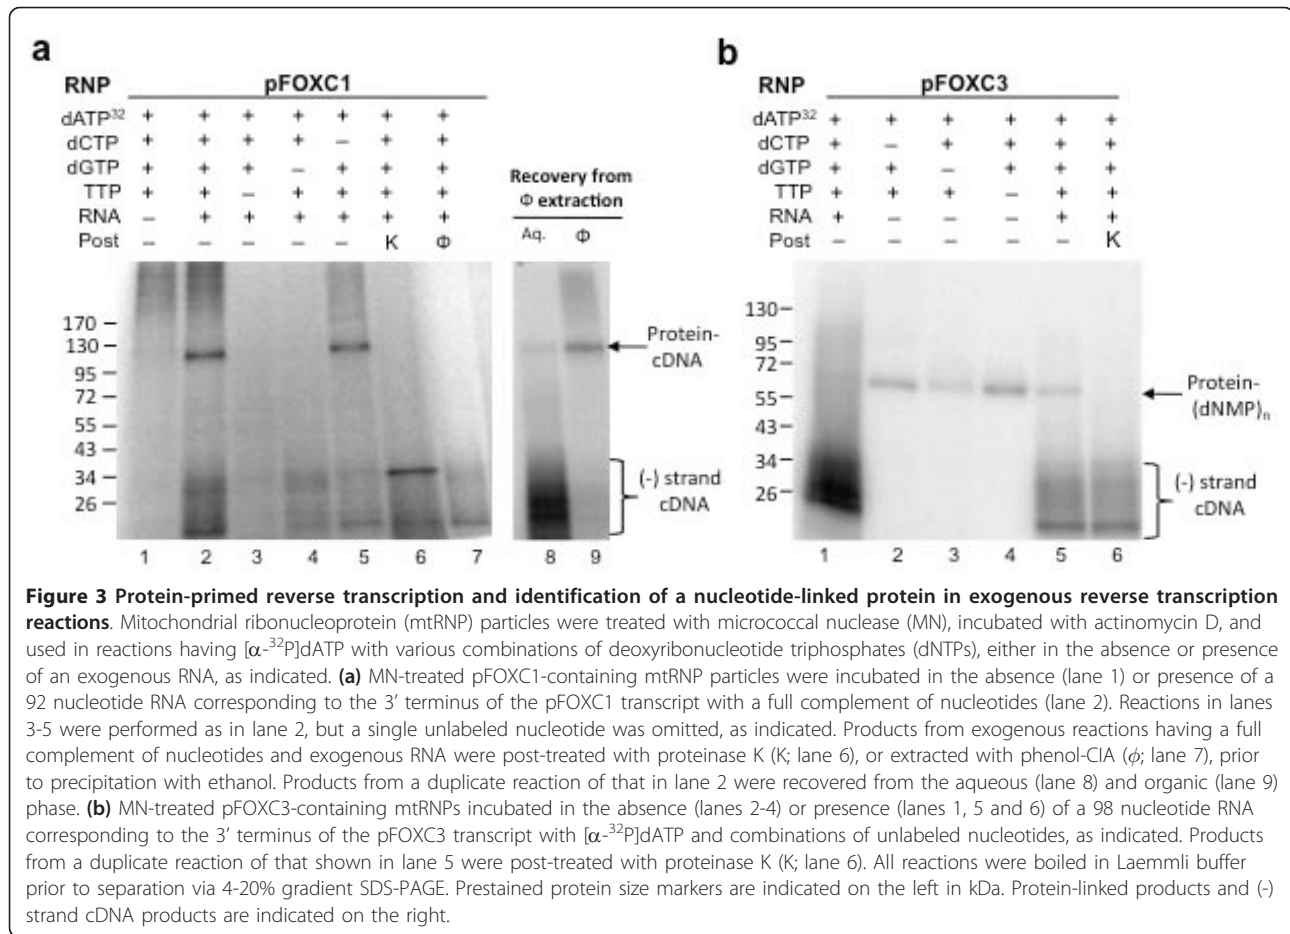 a
b
RNP pFOXC1
RNP pFOXC3
dATP³² + + + + + + +
dCTP + + + + – + +
dGTP + + + – + + +
TTP + + – + + + +
RNA – + + + + + +
Post – – – – – K Φ
Recovery from
Φ extraction
Aq. Φ
170
130
95
72
55
43
34
26
1 2 3 4 5 6 7
8 9
Protein-
cDNA
(-) strand
cDNA
dATP³² + + + + + +
dCTP + – + + + +
dGTP + + – + + +
TTP + + + – + +
RNA + – – – + +
Post – – – – – K
130
95
72
55
43
34
26
1 2 3 4 5 6
Protein-
(dNMP)ₙ
(-) strand
cDNA
Figure 3 Protein-primed reverse transcription and identification of a nucleotide-linked protein in exogenous reverse transcription
reactions. Mitochondrial ribonucleoprotein (mtRNP) particles were treated with micrococcal nuclease (MN), incubated with actinomycin D, and
used in reactions having [α-³²P]dATP with various combinations of deoxyribonucleotide triphosphates (dNTPs), either in the absence or presence
of an exogenous RNA, as indicated. (a) MN-treated pFOXC1-containing mtRNP particles were incubated in the absence (lane 1) or presence of a
92 nucleotide RNA corresponding to the 3' terminus of the pFOXC1 transcript with a full complement of nucleotides (lane 2). Reactions in lanes
3-5 were performed as in lane 2, but a single unlabeled nucleotide was omitted, as indicated. Products from exogenous reactions having a full
complement of nucleotides and exogenous RNA were post-treated with proteinase K (K; lane 6), or extracted with phenol-CIA (ϕ; lane 7), prior
to precipitation with ethanol. Products from a duplicate reaction of that in lane 2 were recovered from the aqueous (lane 8) and organic (lane 9)
phase. (b) MN-treated pFOXC3-containing mtRNPs incubated in the absence (lanes 2-4) or presence (lanes 1, 5 and 6) of a 98 nucleotide RNA
corresponding to the 3' terminus of the pFOXC3 transcript with [α-³²P]dATP and combinations of unlabeled nucleotides, as indicated. Products
from a duplicate reaction of that shown in lane 5 were post-treated with proteinase K (K; lane 6). All reactions were boiled in Laemmli buffer
prior to separation via 4-20% gradient SDS-PAGE. Prestained protein size markers are indicated on the left in kDa. Protein-linked products and (-)
strand cDNA products are indicated on the right.